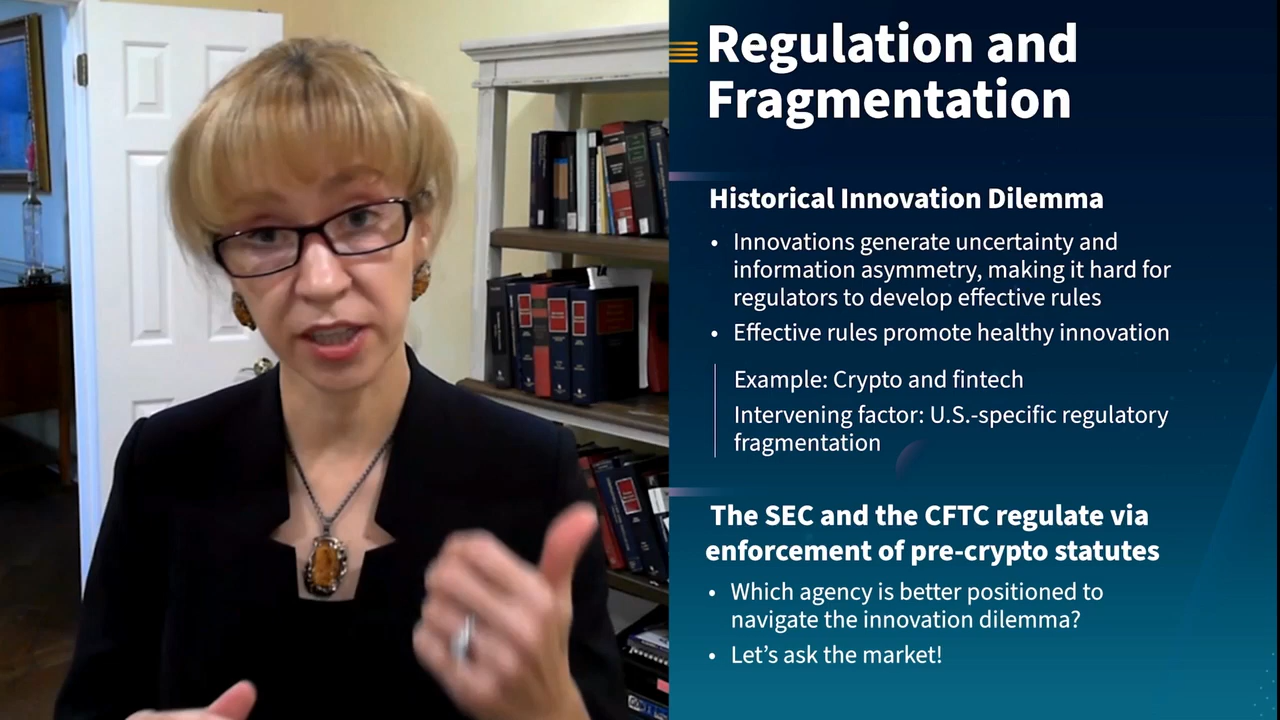 Regulation and
Fragmentation
Historical Innovation Dilemma
• Innovations generate uncertainty and
information asymmetry, making it hard for
regulators to develop effective rules
• Effective rules promote healthy innovation
Example: Crypto and fintech
Intervening factor: U.S.-specific regulatory
fragmentation
The SEC and the CFTC regulate via
enforcement of pre-crypto statutes
• Which agency is better positioned to
navigate the innovation dilemma?
• Let’s ask the market!